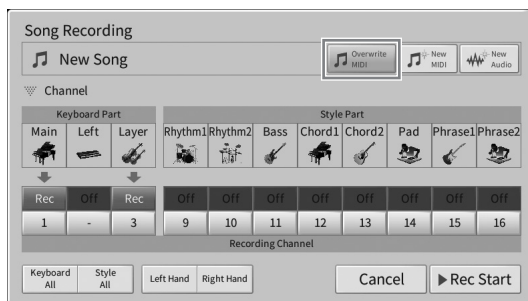 Song Recording
New Song
Overwrite MIDI
New MIDI
New Audio
Channel
Keyboard Part
Style Part
Main Left Layer Rhythm1 Rhythm2 Bass Chord1 Chord2 Pad Phrase1 Phrase2
Rec Off Rec Off Off Off Off Off Off Off Off
1 - 3 9 10 11 12 13 14 15 16
Recording Channel
Keyboard All
Style All
Left Hand
Right Hand
Cancel
Rec Start